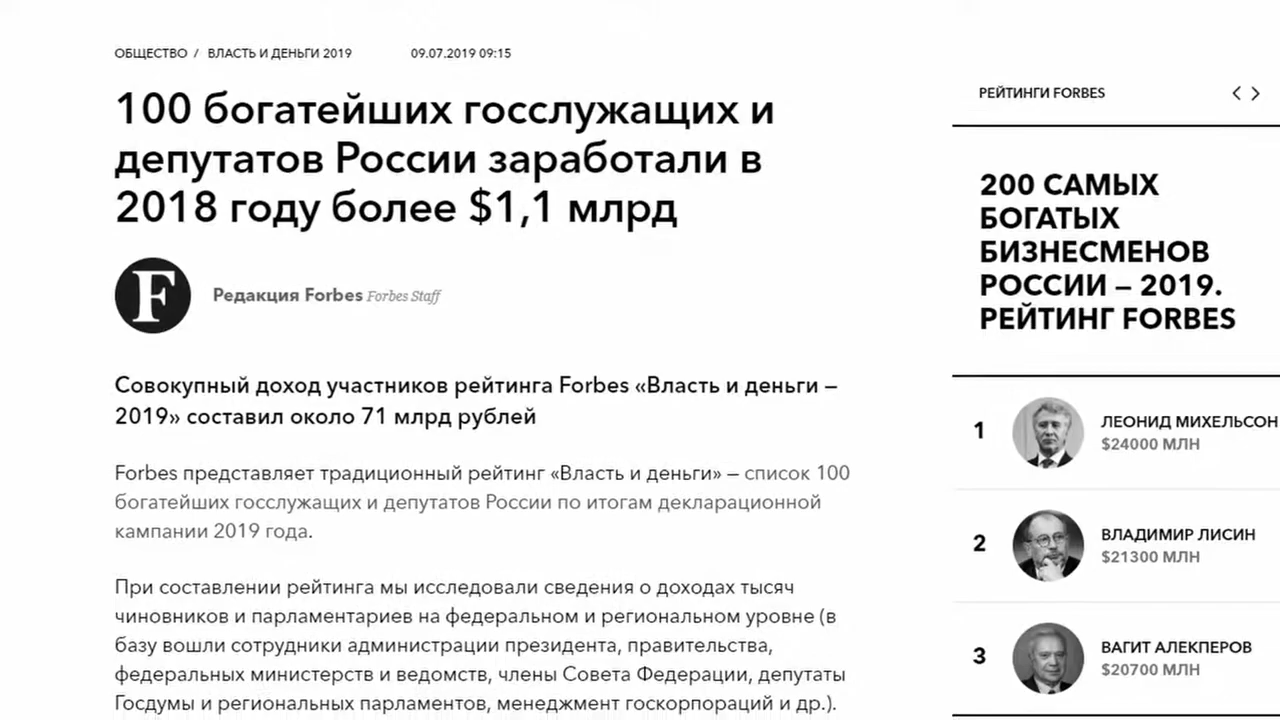 ОБЩЕСТВО / ВЛАСТЬ И ДЕНЬГИ 2019 09.07.2019 09:15
100 богатейших госслужащих и
депутатов России заработали в
2018 году более $1,1 млрд
F
Редакция Forbes Forbes Staff
Совокупный доход участников рейтинга Forbes «Власть и деньги –
2019» составил около 71 млрд рублей
Forbes представляет традиционный рейтинг «Власть и деньги» – список 100
богатейших госслужащих и депутатов России по итогам декларационной
кампании 2019 года.
При составлении рейтинга мы исследовали сведения о доходах тысяч
чиновников и парламентариев на федеральном и региональном уровне (в
базу вошли сотрудники администрации президента, правительства,
федеральных министерств и ведомств, члены Совета Федерации, депутаты
Госдумы и региональных парламентов, менеджмент госкорпораций и др.).
РЕЙТИНГИ FORBES
200 САМЫХ
БОГАТЫХ
БИЗНЕСМЕНОВ
РОССИИ – 2019.
РЕЙТИНГ FORBES
1 ЛЕОНИД МИХЕЛЬСОН
$24000 МЛН
2 ВЛАДИМИР ЛИСИН
$21300 МЛН
3 ВАГИТ АЛЕКПЕРОВ
$20700 МЛН